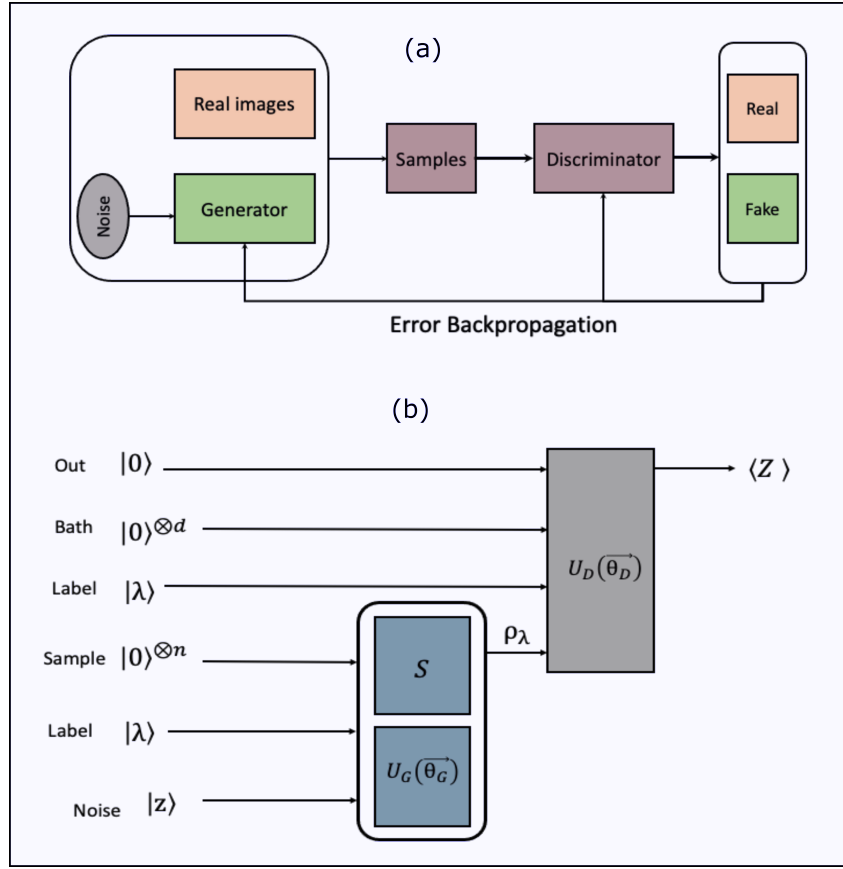 (a)
Real images
Noise
Generator
Samples
Discriminator
Real
Fake
Error Backpropagation
(b)
Out |0⟩
⟨Z ⟩
Bath |0⟩⊗d
U_D(θ_D→)
Label |λ⟩
ρλ
Sample |0⟩⊗n
S
Label |λ⟩
U_G(θ_G→)
Noise |z⟩